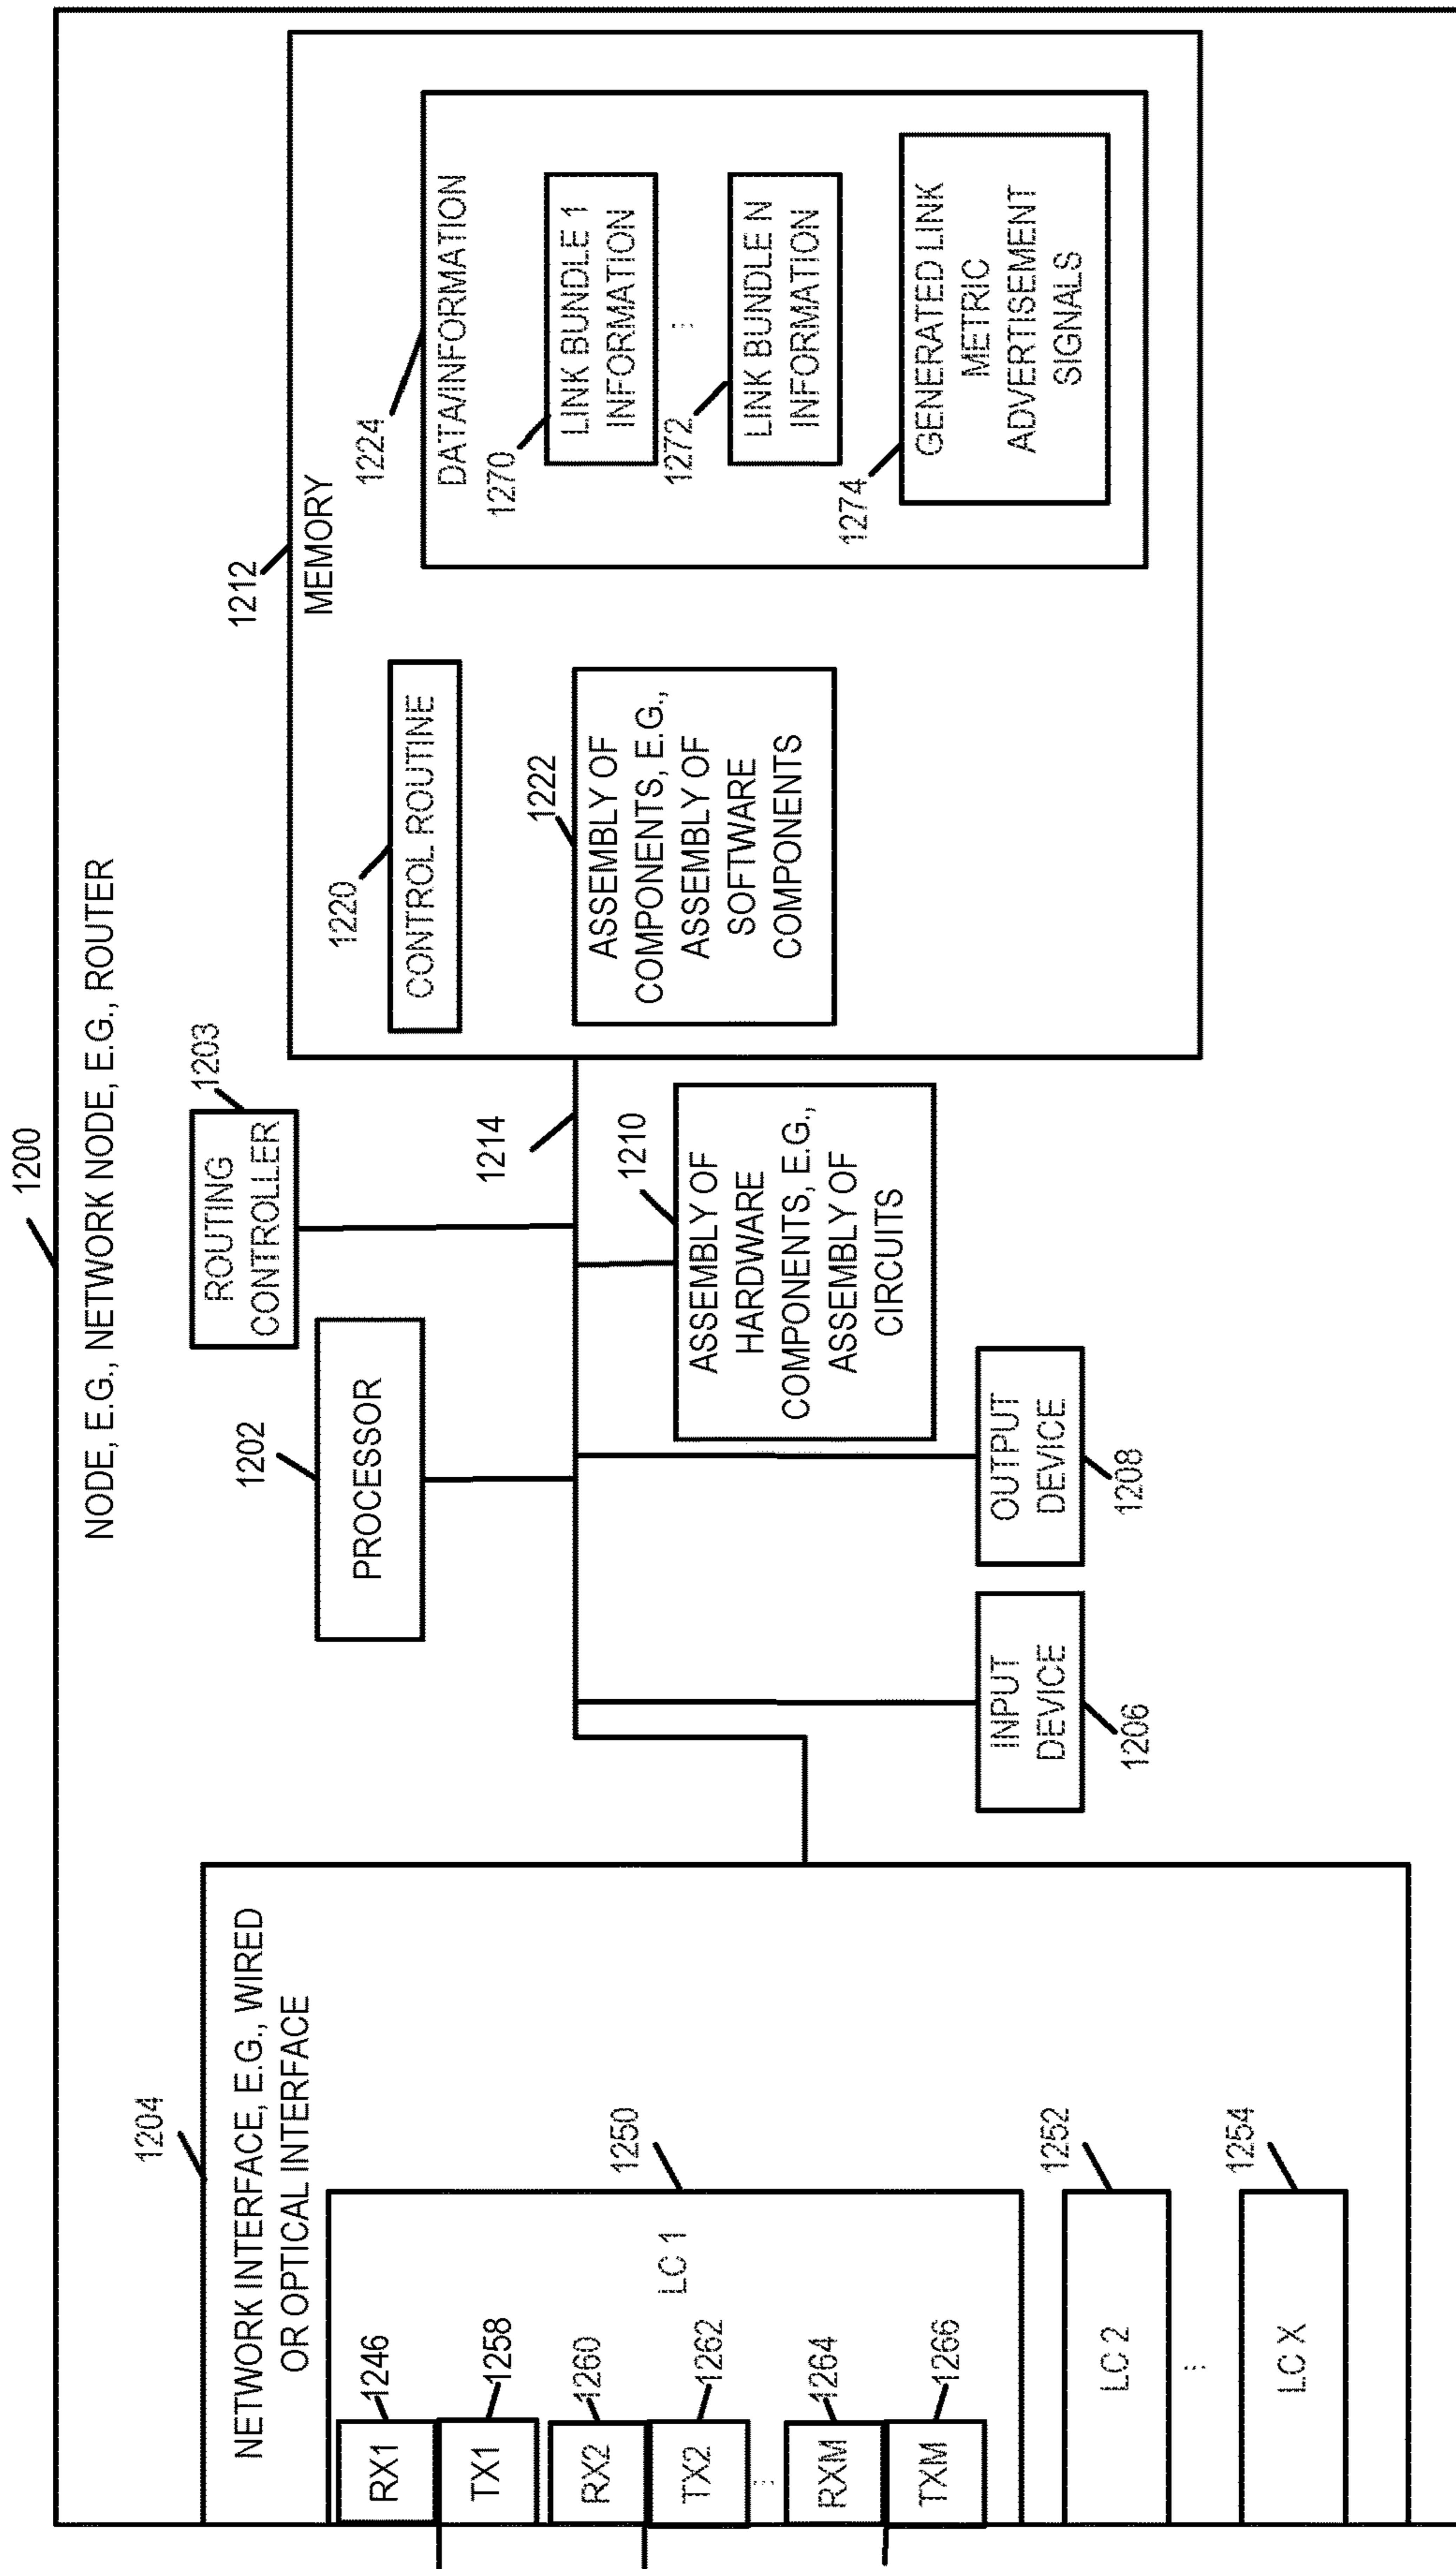 1200
NODE, E.G., NETWORK NODE, E.G., ROUTER
1204
NETWORK INTERFACE, E.G., WIRED
OR OPTICAL INTERFACE
RX1
1246
TX1
1258
RX2
1260
TX2
1262
⋮
RXM
1264
TXM
1266
LC 1
1250
LC 2
1252
⋮
LC X
1254
1202
PROCESSOR
1203
ROUTING
CONTROLLER
1214
1210
ASSEMBLY OF
HARDWARE
COMPONENTS, E.G.,
ASSEMBLY OF
CIRCUITS
INPUT
DEVICE
1206
OUTPUT
DEVICE
1208
1212
MEMORY
1220
CONTROL ROUTINE
1222
ASSEMBLY OF
COMPONENTS, E.G.,
ASSEMBLY OF
SOFTWARE
COMPONENTS
1224
DATA/INFORMATION
1270
LINK BUNDLE 1
INFORMATION
⋮
1272
LINK BUNDLE N
INFORMATION
1274
GENERATED LINK
METRIC
ADVERTISEMENT
SIGNALS